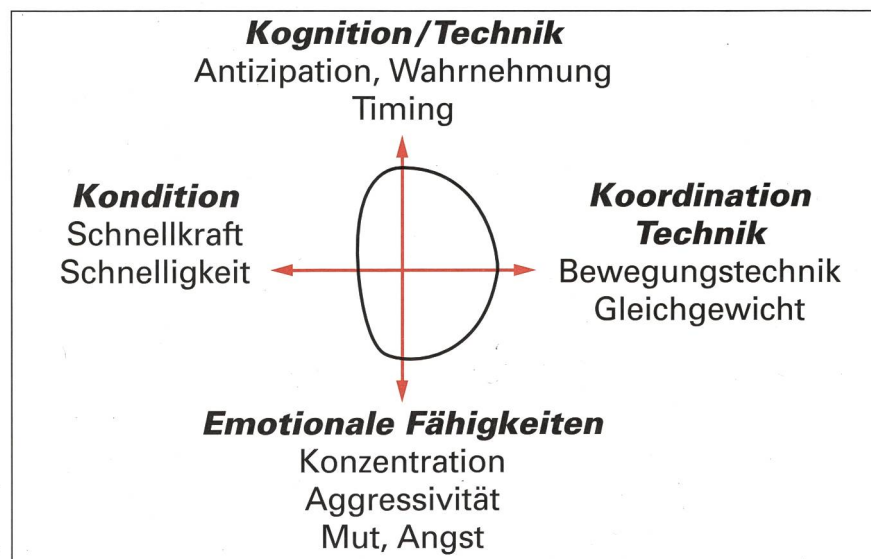 Kognition/Technik
Antizipation, Wahrnehmung
Timing
Kondition
Schnellkraft
Schnelligkeit
Koordination
Technik
Bewegungstechnik
Gleichgewicht
Emotionale Fähigkeiten
Konzentration
Aggressivität
Mut, Angst